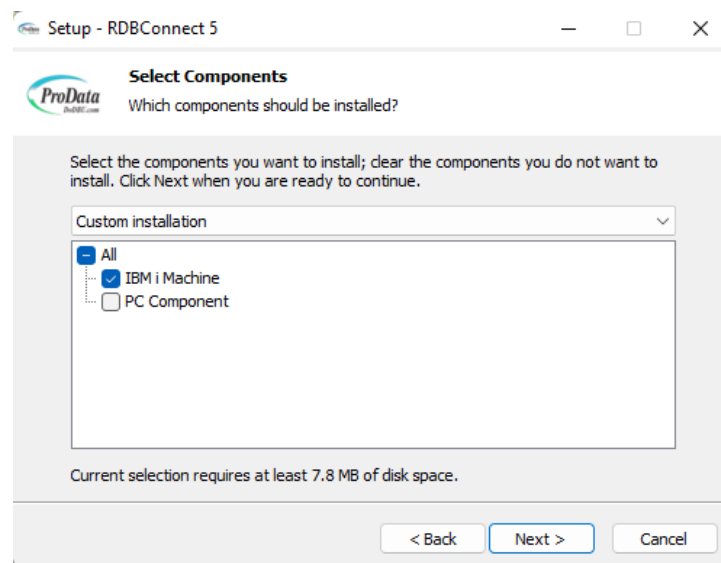 Setup - RDBConnect 5
Select Components
ProData
DoDBC.com
Which components should be installed?
Select the components you want to install; clear the components you do not want to
install. Click Next when you are ready to continue.
Custom installation
All
IBM i Machine
PC Component
Current selection requires at least 7.8 MB of disk space.
< Back
Next >
Cancel